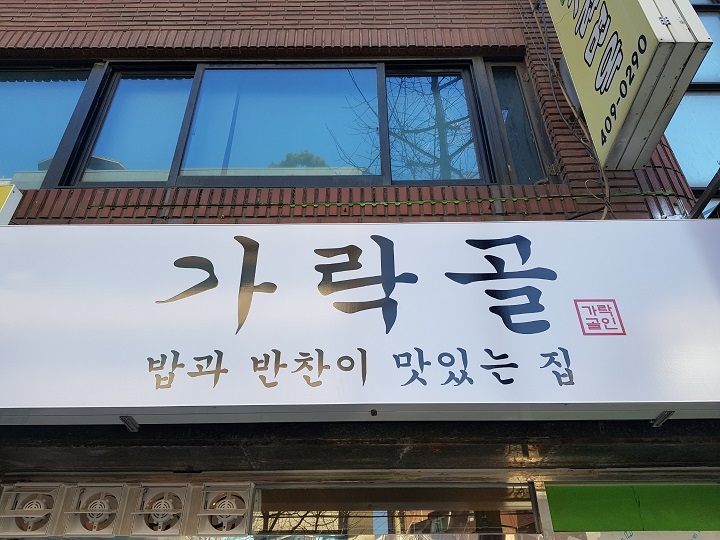 409-0290
가락골
가락
골인
밥과 반찬이 맛있는 집